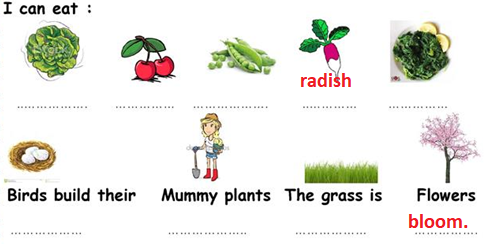 I can eat :
radish
Birds build their Mummy plants The grass is Flowers
bloom.